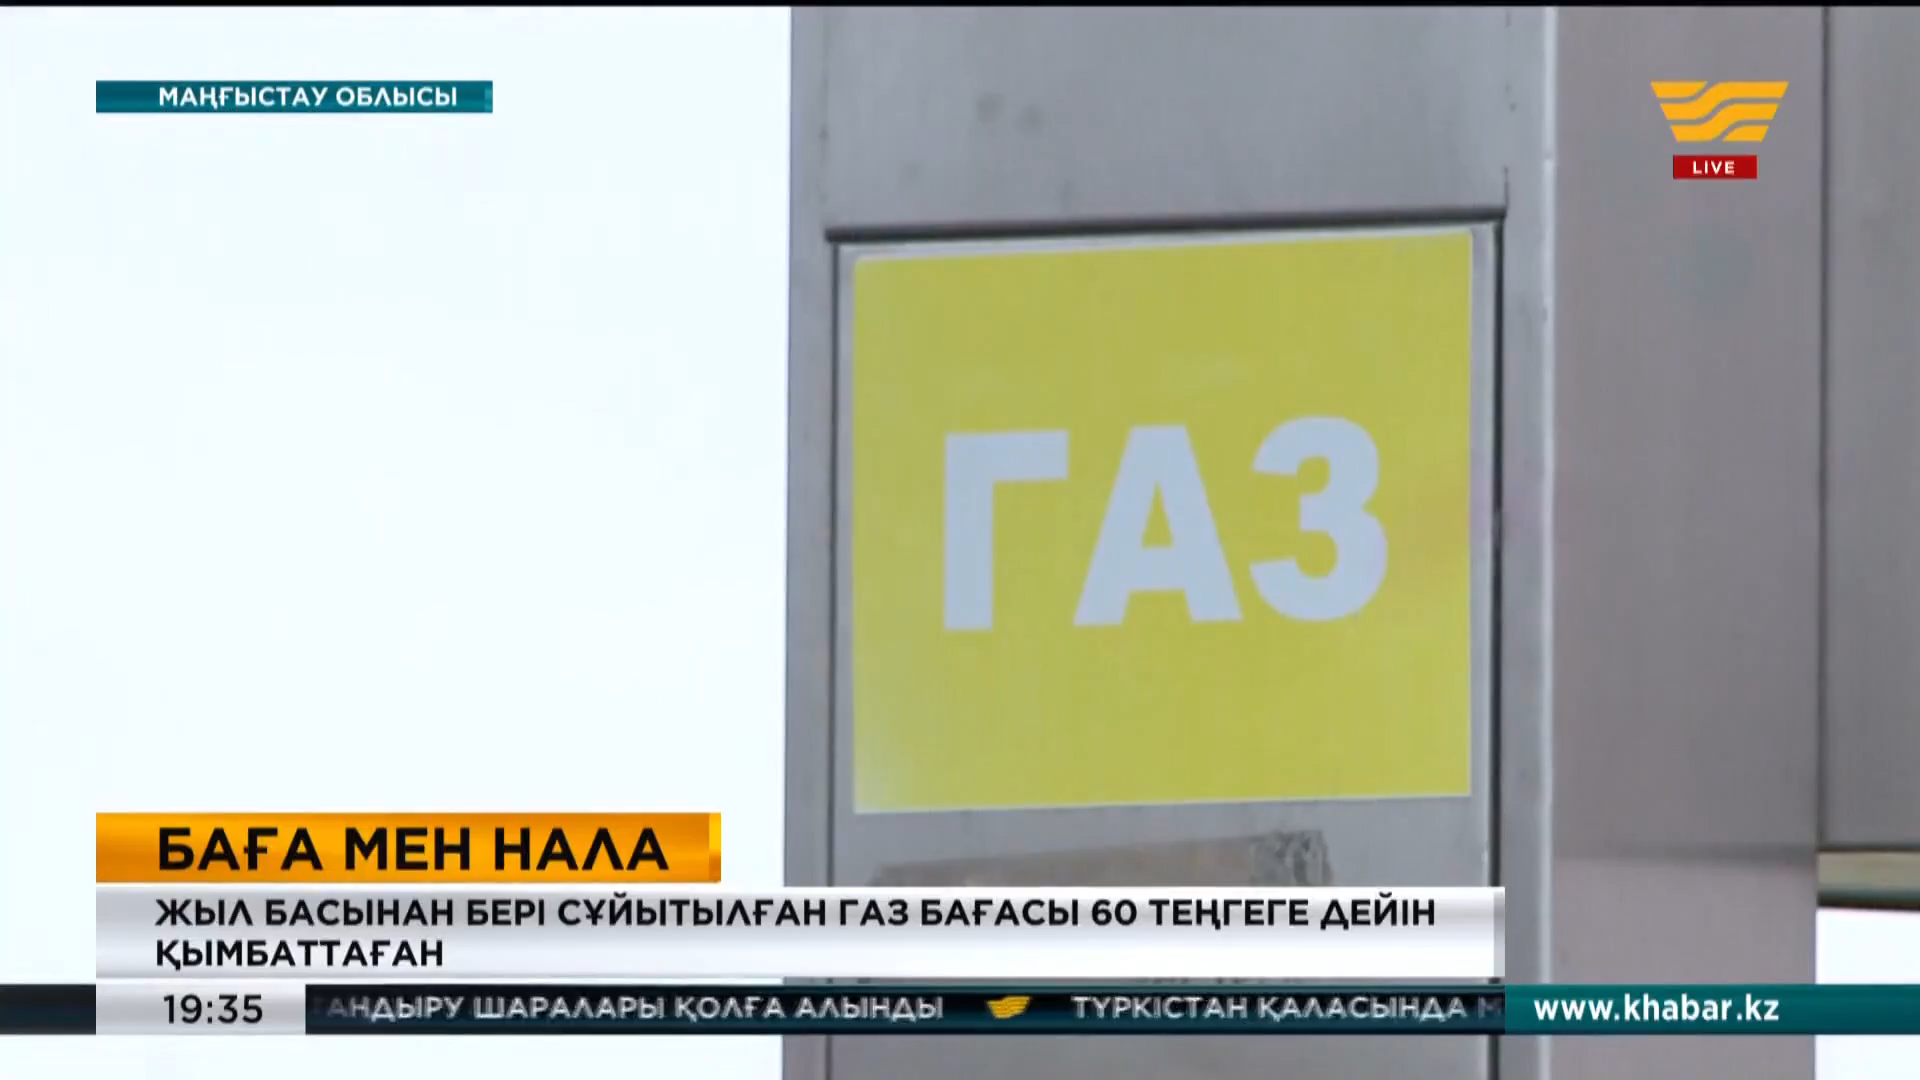 МАҢҒЫСТАУ ОБЛЫСЫ
LIVE
ГАЗ
БАҒА МЕН НАЛА
ЖЫЛ БАСЫНАН БЕРІ СҰЙЫТЫЛҒАН ГАЗ БАҒАСЫ 60 ТЕҢГЕГЕ ДЕЙІН
ҚЫМБАТТАҒАН
19:35 ТАНДЫРУ ШАРАЛАРЫ ҚОЛҒА АЛЫНДЫ ТҮРКІСТАН ҚАЛАСЫНДА М www.khabar.kz